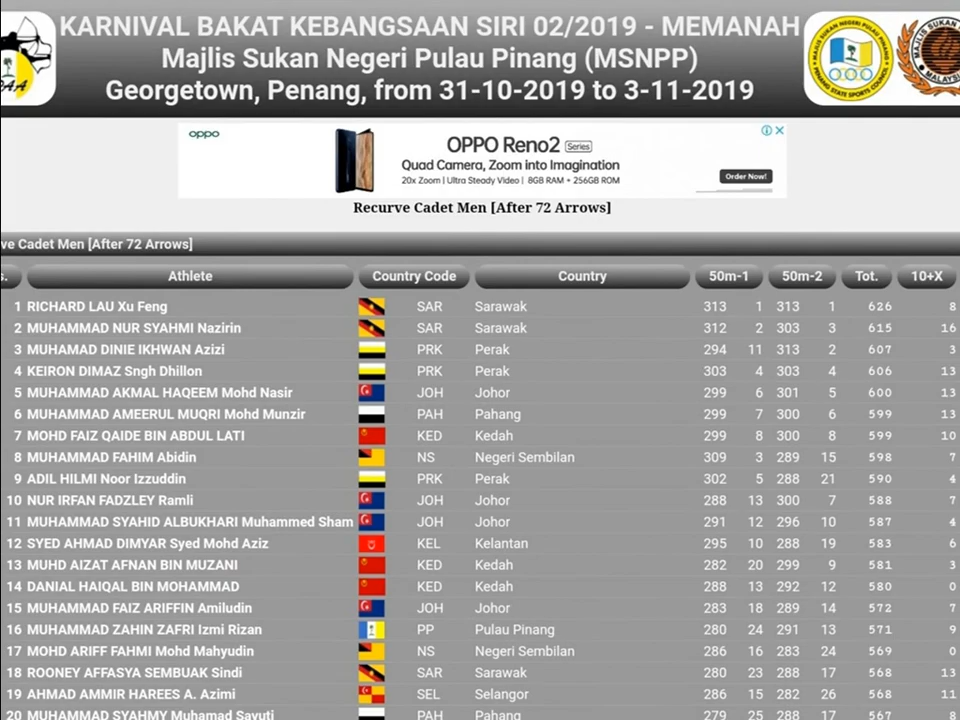 KARNIVAL BAKAT KEBANGSAAN SIRI 02/2019 - MEMANAH
Majlis Sukan Negeri Pulau Pinang (MSNPP)
Georgetown, Penang, from 31-10-2019 to 3-11-2019
oppo
OPPO Reno2 Series
Quad Camera, Zoom into Imagination
20x Zoom | Ultra Steady Video | 8GB RAM + 256GB ROM
Order Now!
Recurve Cadet Men [After 72 Arrows]
ve Cadet Men [After 72 Arrows]
s. Athlete Country Code Country 50m-1 50m-2 Tot. 10+X
1 RICHARD LAU Xu Feng SAR Sarawak 313 1 313 1 626 8
2 MUHAMMAD NUR SYAHMI Nazirin SAR Sarawak 312 2 303 3 615 16
3 MUHAMAD DINIE IKHWAN Azizi PRK Perak 294 11 313 2 607 3
4 KEIRON DIMAZ Sngh Dhillon PRK Perak 303 4 303 4 606 13
5 MUHAMMAD AKMAL HAQEEM Mohd Nasir JOH Johor 299 6 301 5 600 13
6 MUHAMMAD AMEERUL MUQRI Mohd Munzir PAH Pahang 299 7 300 6 599 13
7 MOHD FAIZ QAIDE BIN ABDUL LATI KED Kedah 299 8 300 8 599 10
8 MUHAMMAD FAHIM Abidin NS Negeri Sembilan 309 3 289 15 598 7
9 ADIL HILMI Noor Izzuddin PRK Perak 302 5 288 21 590 4
10 NUR IRFAN FADZLEY Ramli JOH Johor 288 13 300 7 588 7
11 MUHAMMAD SYAHID ALBUKHARI Muhammed Sham JOH Johor 291 12 296 10 587 4
12 SYED AHMAD DIMYAR Syed Mohd Aziz KEL Kelantan 295 10 288 19 583 6
13 MUHD AIZAT AFNAN BIN MUZANI KED Kedah 282 20 299 9 581 3
14 DANIAL HAIQAL BIN MOHAMMAD KED Kedah 288 13 292 12 580 0
15 MUHAMMAD FAIZ ARIFFIN Amiludin JOH Johor 283 18 289 14 572 7
16 MUHAMMAD ZAHIN ZAFRI Izmi Rizan PP Pulau Pinang 280 24 291 13 571 9
17 MOHD ARIFF FAHMI Mohd Mahyudin NS Negeri Sembilan 286 16 283 24 569 0
18 ROONEY AFFASYA SEMBUAK Sindi SAR Sarawak 280 23 288 17 568 13
19 AHMAD AMMIR HAREES A. Azimi SEL Selangor 286 15 282 26 568 11
20 MUHAMMAD SYAHMY Muhamad Sayuti PAH Pahang 279 25 288 17 567 8